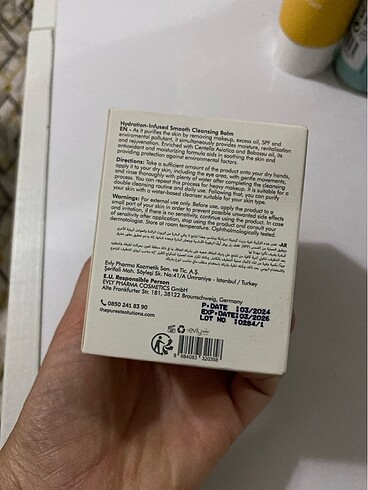 Hydration-Infused Smooth Cleansing Balm
EN - As it purifies the skin by removing makeup, excess oil, SPF and
enviromental pollutant, it simultaneously provides moisture, revitalization
and rejuvenation. Enriched with Centella Asiatica and Babassu oil, its
antioxidant and moisturizing formula aids in soothing the skin and
providing protection against environmental factors.
Directions: Take a sufficient amount of the product onto your dry hands,
apply it to your dry skin, including the eye area, with gentle movements,
and rinse thoroughly with plenty of water after completing the cleansing
process. You can repeat this process for heavy makeup. It is suitable for a
double cleansing routine and daily use. Following that, you can purify
your skin with a water-based cleanser suitable for your skin type.
Warnings: For external use only. Before use, apply the product to a
small part of your skin in order to prevent possible unwanted side effects
and irritation, if there is no sensitivity, continue using the product. In case
of sensitivity after application, stop using the product and consult your
dermatologist. Store at room temperature. Ophthalmologically tested.
AR-
Evly Pharma Kozmetik San. ve Tic. A.Ş.
Şerifali Mah. Söyleşi Sk. No:41/A Ümraniye - Istanbul / Turkey
E.U. Responsible Person
EVLY PHARMA COSMETICS GmbH
Alte Frankfurter Str. 181, 38122 Braunschweig, Germany
0850 241 83 90
thepurestsolutions.com
P.DATE :03/2024
EXP.DATE:03/2026
LOT NO :0284/1
evly
8 684083 320358